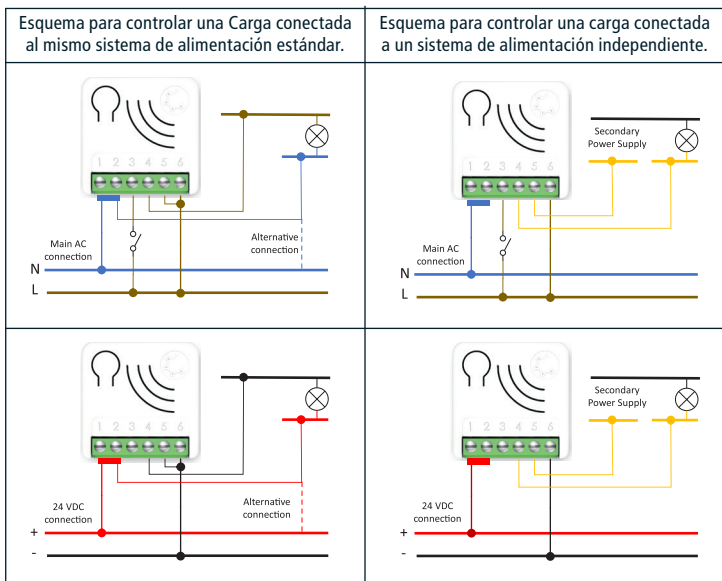 Esquema para controlar una Carga conectada
al mismo sistema de alimentación estándar.
Esquema para controlar una carga conectada
a un sistema de alimentación independiente.
1 2 3 4 5 6
Main AC
connection
Alternative
connection
N
L
1 2 3 4 5 6
Secondary
Power Supply
Main AC
connection
N
L
1 2 3 4 5 6
24 VDC
connection
Alternative
connection
+
-
1 2 3 4 5 6
Secondary
Power Supply
24 VDC
connection
+
-